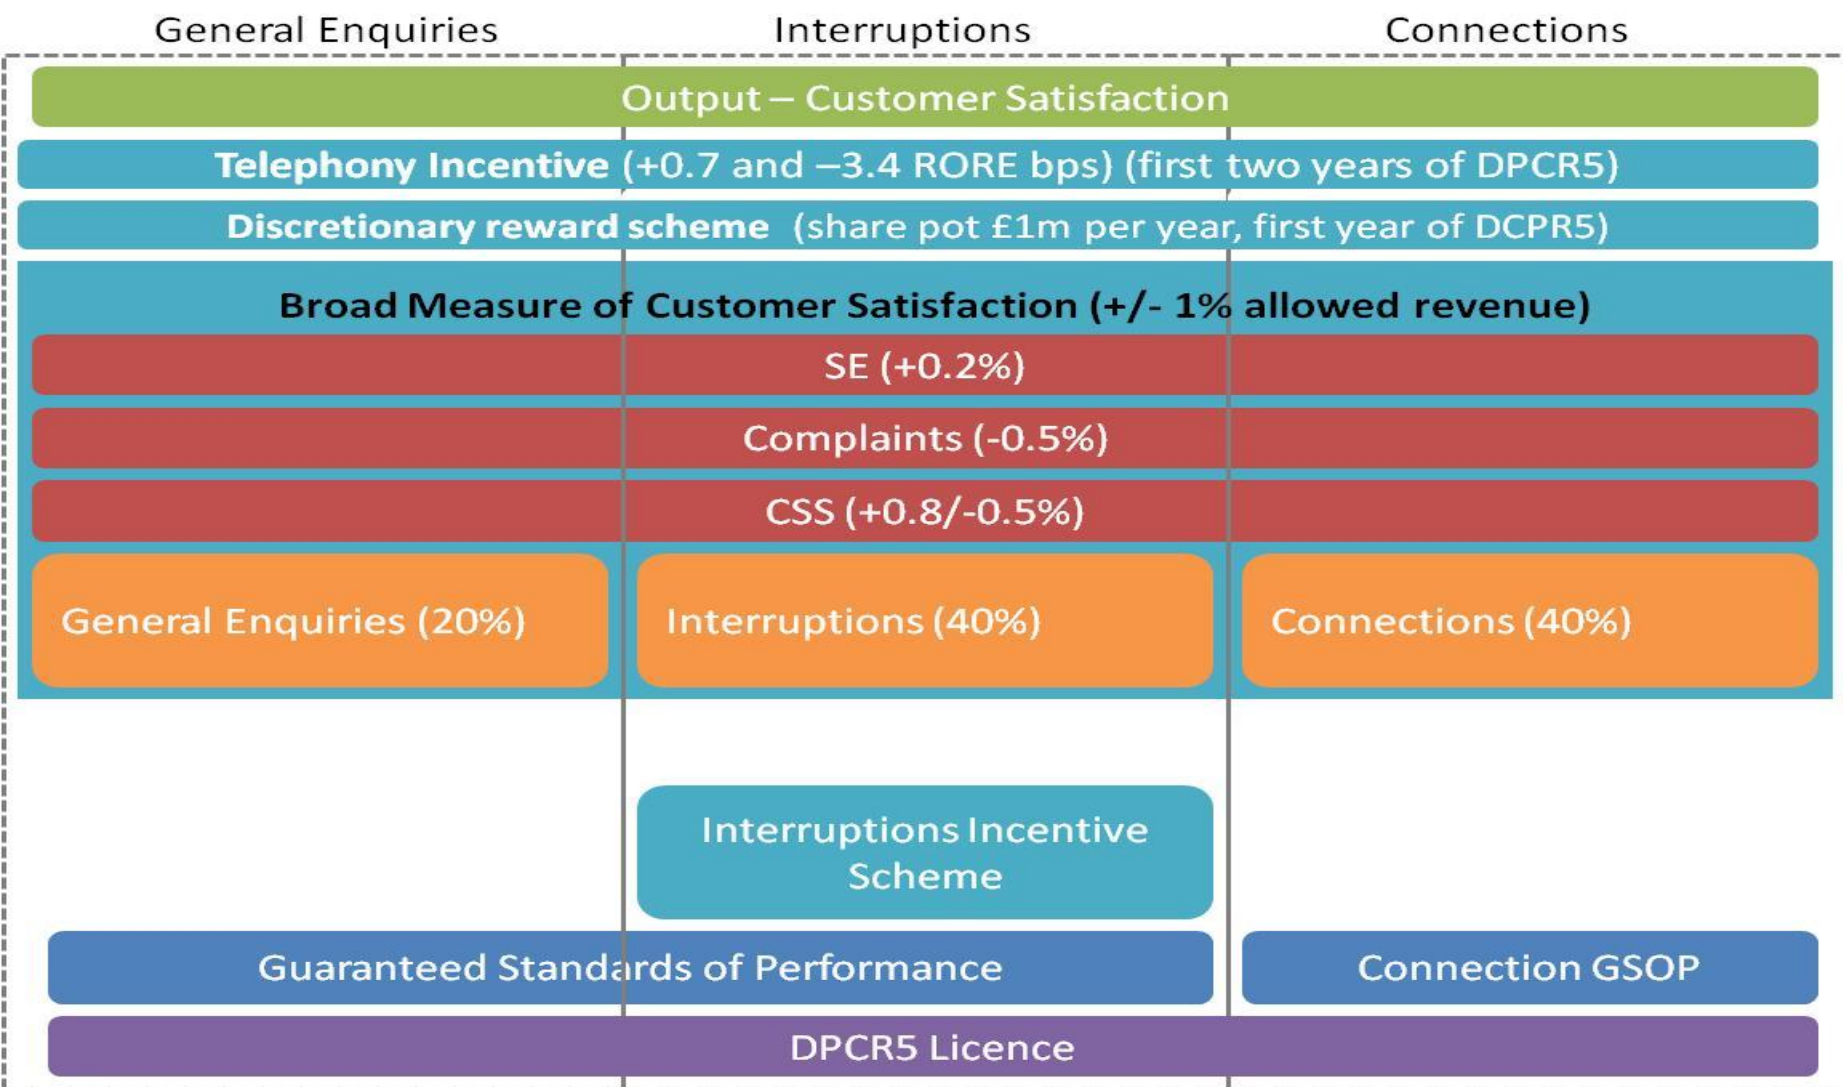 General Enquiries
Interruptions
Connections
Output – Customer Satisfaction
Telephony Incentive (+0.7 and –3.4 RORE bps) (first two years of DPCR5)
Discretionary reward scheme (share pot £1m per year, first year of DCPR5)
Broad Measure of Customer Satisfaction (+/- 1% allowed revenue)
SE (+0.2%)
Complaints (-0.5%)
CSS (+0.8/-0.5%)
General Enquiries (20%)
Interruptions (40%)
Connections (40%)
Interruptions Incentive
Scheme
Guaranteed Standards of Performance
Connection GSOP
DPCR5 Licence